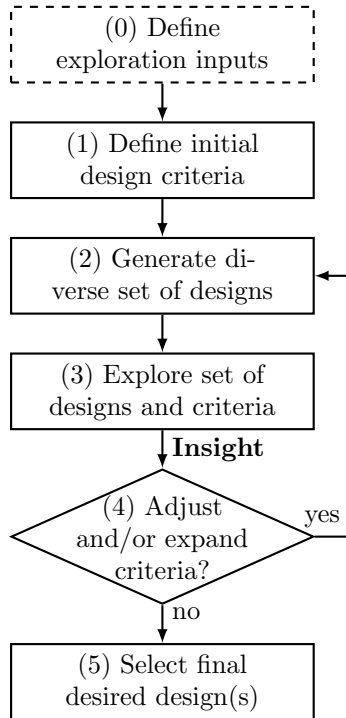 (0) Define
exploration inputs
(1) Define initial
design criteria
(2) Generate di-
verse set of designs
(3) Explore set of
designs and criteria
Insight
(4) Adjust
and/or expand
criteria?
yes
no
(5) Select final
desired design(s)